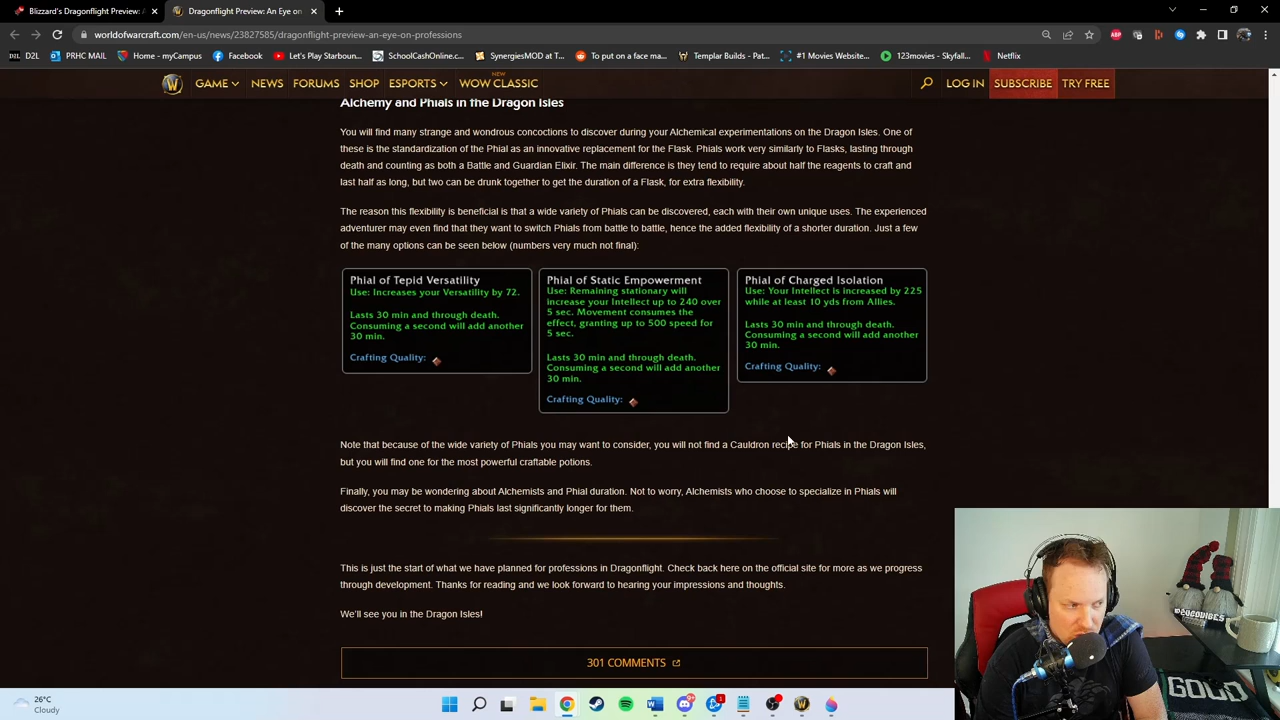 Blizzard's Dragonflight Preview: A
Dragonflight Preview: An Eye on
worldofwarcraft.com/en-us/news/23827585/dragonflight-preview-an-eye-on-professions
D2L
D2L
PRHC MAIL
Home - myCampus
Facebook
Let's Play Starboun...
SchoolCashOnline.c...
SynergiesMOD at T...
To put on a face ma...
Templar Builds - Pat...
#1 Movies Website...
123movies - Skyfall...
Netflix
GAME
NEWS
FORUMS
SHOP
ESPORTS
NEW
WOW CLASSIC
LOG IN
SUBSCRIBE
TRY FREE
Alchemy and Phials in the Dragon Isles
You will find many strange and wondrous concoctions to discover during your Alchemical experimentations on the Dragon Isles. One of
these is the standardization of the Phial as an innovative replacement for the Flask. Phials work very similarly to Flasks, lasting through
death and counting as both a Battle and Guardian Elixir. The main difference is they tend to require about half the reagents to craft and
last half as long, but two can be drunk together to get the duration of a Flask, for extra flexibility.
The reason this flexibility is beneficial is that a wide variety of Phials can be discovered, each with their own unique uses. The experienced
adventurer may even find that they want to switch Phials from battle to battle, hence the added flexibility of a shorter duration. Just a few
of the many options can be seen below (numbers very much not final):
Phial of Tepid Versatility
Use: Increases your Versatility by 72.
Lasts 30 min and through death.
Consuming a second will add another
30 min.
Crafting Quality:
Phial of Static Empowerment
Use: Remaining stationary will
increase your Intellect up to 240 over
5 sec. Movement consumes the
effect, granting up to 500 speed for
5 sec.
Lasts 30 min and through death.
Consuming a second will add another
30 min.
Crafting Quality:
Phial of Charged Isolation
Use: Your Intellect is increased by 225
while at least 10 yds from Allies.
Lasts 30 min and through death.
Consuming a second will add another
30 min.
Crafting Quality:
Note that because of the wide variety of Phials you may want to consider, you will not find a Cauldron recipe for Phials in the Dragon Isles,
but you will find one for the most powerful craftable potions.
Finally, you may be wondering about Alchemists and Phial duration. Not to worry, Alchemists who choose to specialize in Phials will
discover the secret to making Phials last significantly longer for them.
This is just the start of what we have planned for professions in Dragonflight. Check back here on the official site for more as we progress
through development. Thanks for reading and we look forward to hearing your impressions and thoughts.
We'll see you in the Dragon Isles!
301 COMMENTS
GOLD
26°C
Cloudy